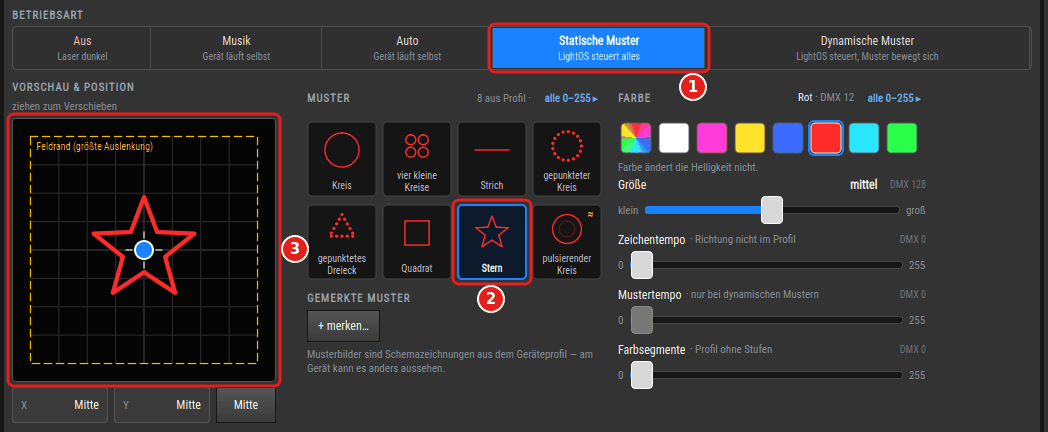 BETRIEBSART
Aus
Laser dunkel
Musik
Gerät läuft selbst
Auto
Gerät läuft selbst
Statische Muster
LightOS steuert alles
Dynamische Muster
LightOS steuert, Muster bewegt sich
1
VORSCHAU & POSITION
ziehen zum Verschieben
Feldrand (größte Auslenkung)
3
X Mitte
Y Mitte
Mitte
MUSTER
8 aus Profil · alle 0–255 ▸
Kreis
vier kleine
Kreise
Strich
gepunkteter
Kreis
gepunktetes
Dreieck
Quadrat
Stern
≈
pulsierender
Kreis
2
GEMERKTE MUSTER
+ merken…
Musterbilder sind Schemazeichnungen aus dem Geräteprofil — am
Gerät kann es anders aussehen.
FARBE
Rot · DMX 12 alle 0–255 ▸
Farbe ändert die Helligkeit nicht.
Größe mittel DMX 128
klein groß
Zeichentempo · Richtung nicht im Profil DMX 0
0 255
Mustertempo · nur bei dynamischen Mustern DMX 0
0 255
Farbsegmente · Profil ohne Stufen DMX 0
0 255